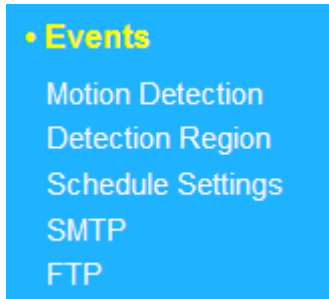 • Events
Motion Detection
Detection Region
Schedule Settings
SMTP
FTP